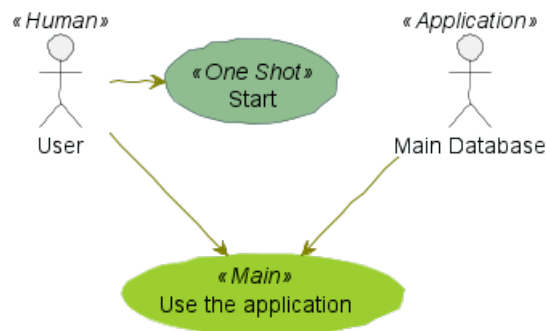 «Human»
User
«One Shot»
Start
«Application»
Main Database
«Main»
Use the application